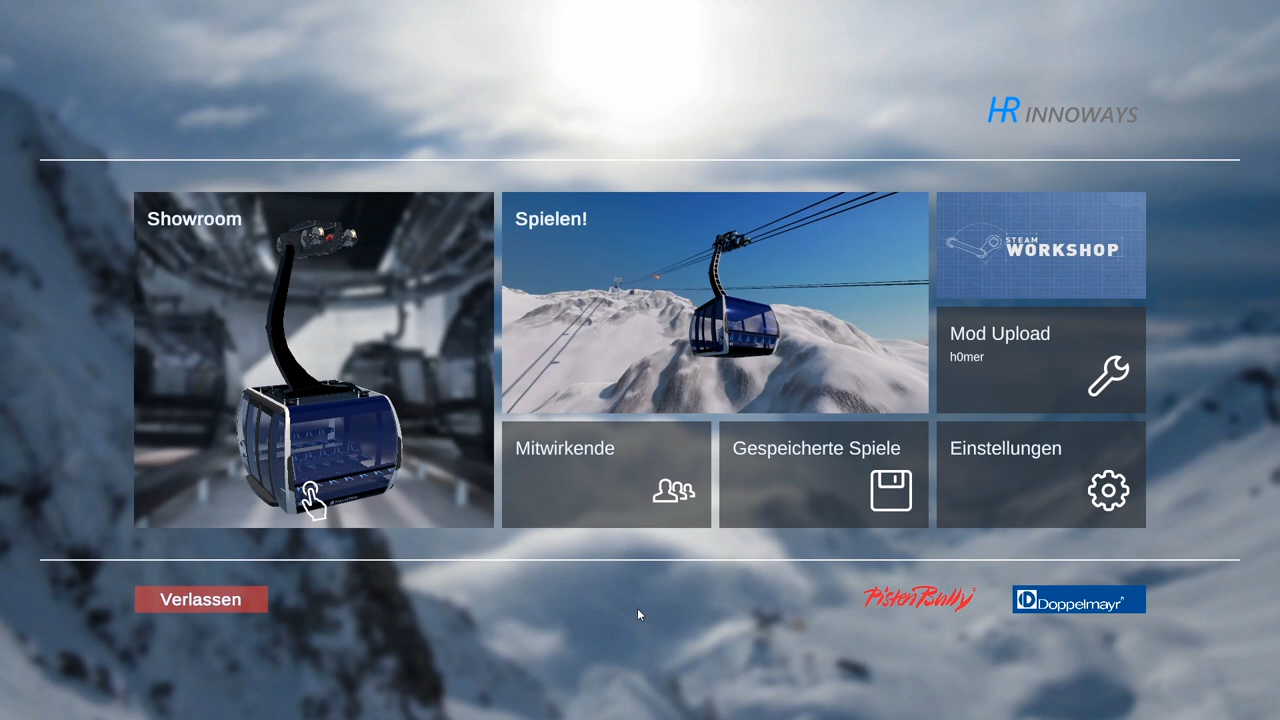 HR INNOWAYS
Showroom
Spielen!
STEAM
WORKSHOP
Mod Upload
h0mer
Mitwirkende
Gespeicherte Spiele
Einstellungen
Verlassen
PistenBully
Doppelmayr